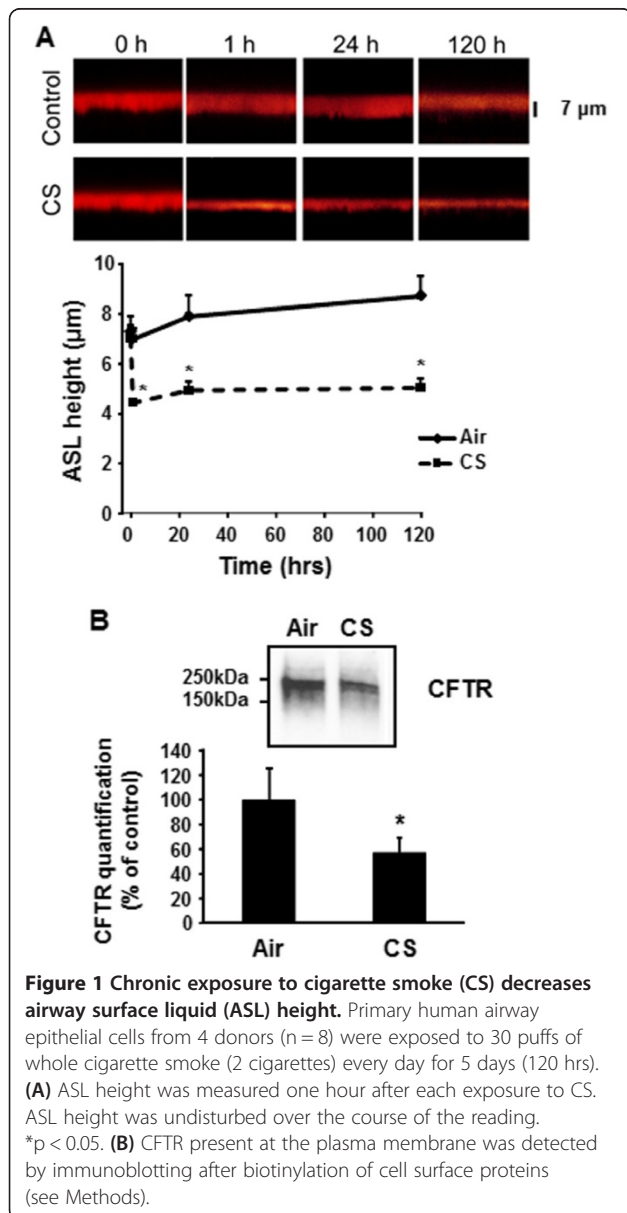 A
0 h 1 h 24 h 120 h
Control
7 µm
CS
10
8
6
4
2
0
ASL height (µm)
*
*
*
Air
CS
0 20 40 60 80 100 120
Time (hrs)
B
Air CS
250kDa
150kDa
CFTR
140
120
100
80
60
40
20
0
CFTR quantification
(% of control)
*
Air CS
Figure 1 Chronic exposure to cigarette smoke (CS) decreases
airway surface liquid (ASL) height. Primary human airway
epithelial cells from 4 donors (n = 8) were exposed to 30 puffs of
whole cigarette smoke (2 cigarettes) every day for 5 days (120 hrs).
(A) ASL height was measured one hour after each exposure to CS.
ASL height was undisturbed over the course of the reading.
*p < 0.05. (B) CFTR present at the plasma membrane was detected
by immunoblotting after biotinylation of cell surface proteins
(see Methods).